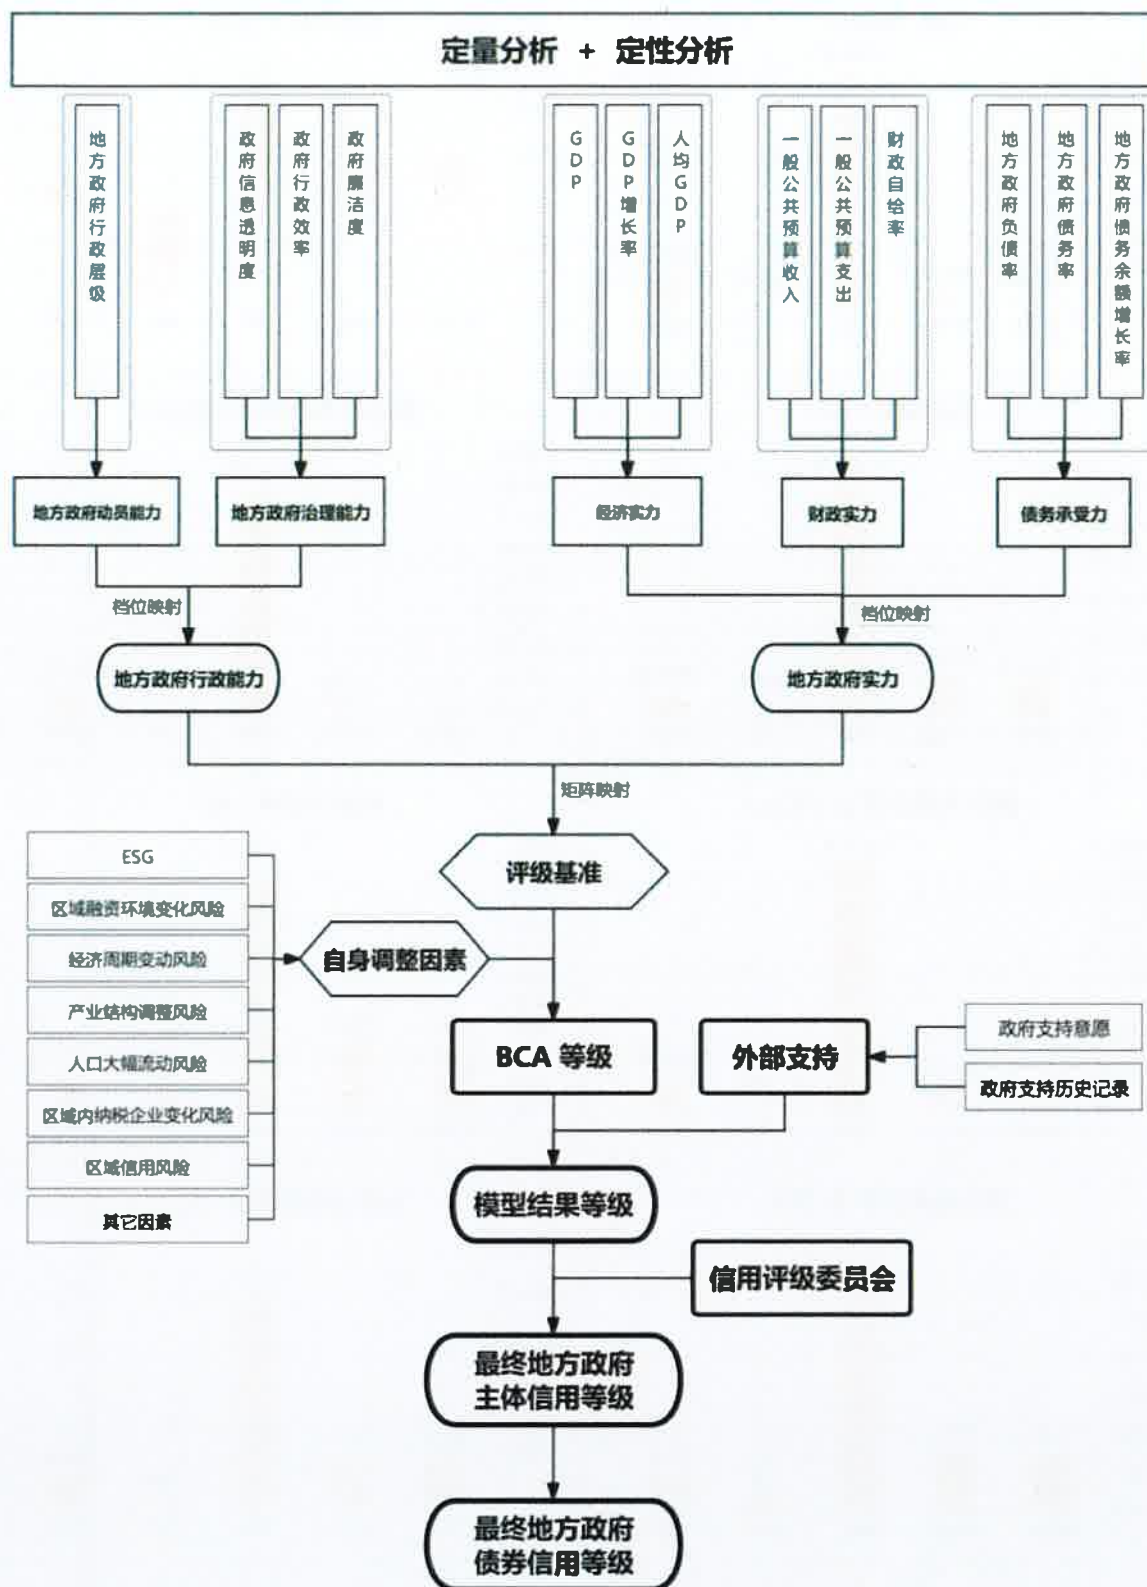 定量分析 + 定性分析
地方政府行政层级
政府信息透明度
政府行政效率
政府廉洁度
GDP
GDP增长率
人均GDP
一般公共预算收入
一般公共预算支出
财政自给率
地方政府负债率
地方政府债务率
地方政府债务余额增长率
地方政府动员能力
地方政府治理能力
经济实力
财政实力
债务承受力
档位映射
档位映射
地方政府行政能力
地方政府实力
矩阵映射
评级基准
ESG
区域融资环境变化风险
经济周期变动风险
产业结构调整风险
人口大幅流动风险
区域内纳税企业变化风险
区域信用风险
其它因素
自身调整因素
BCA 等级
外部支持
政府支持意愿
政府支持历史记录
模型结果等级
信用评级委员会
最终地方政府
主体信用等级
最终地方政府
债券信用等级